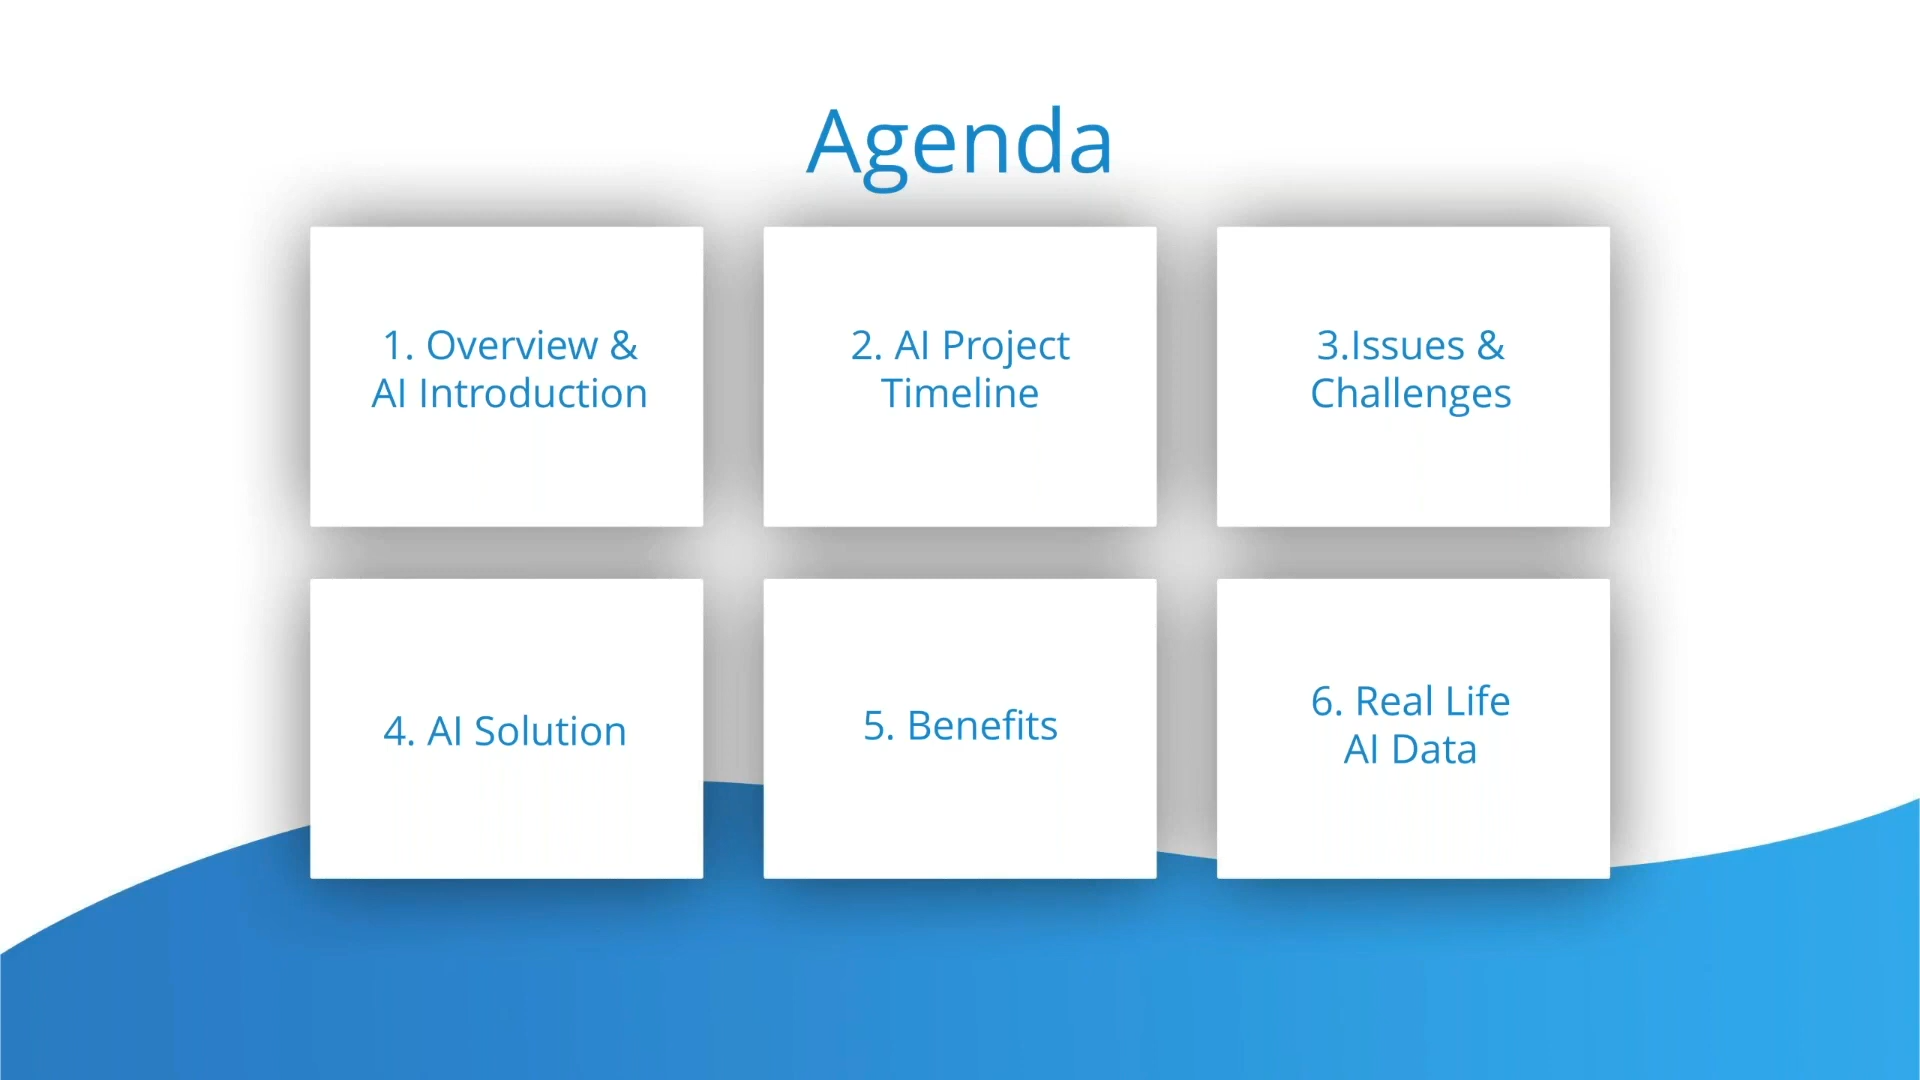 Agenda
1. Overview &
AI Introduction
2. AI Project
Timeline
3.Issues &
Challenges
4. AI Solution
5. Benefits
6. Real Life
AI Data